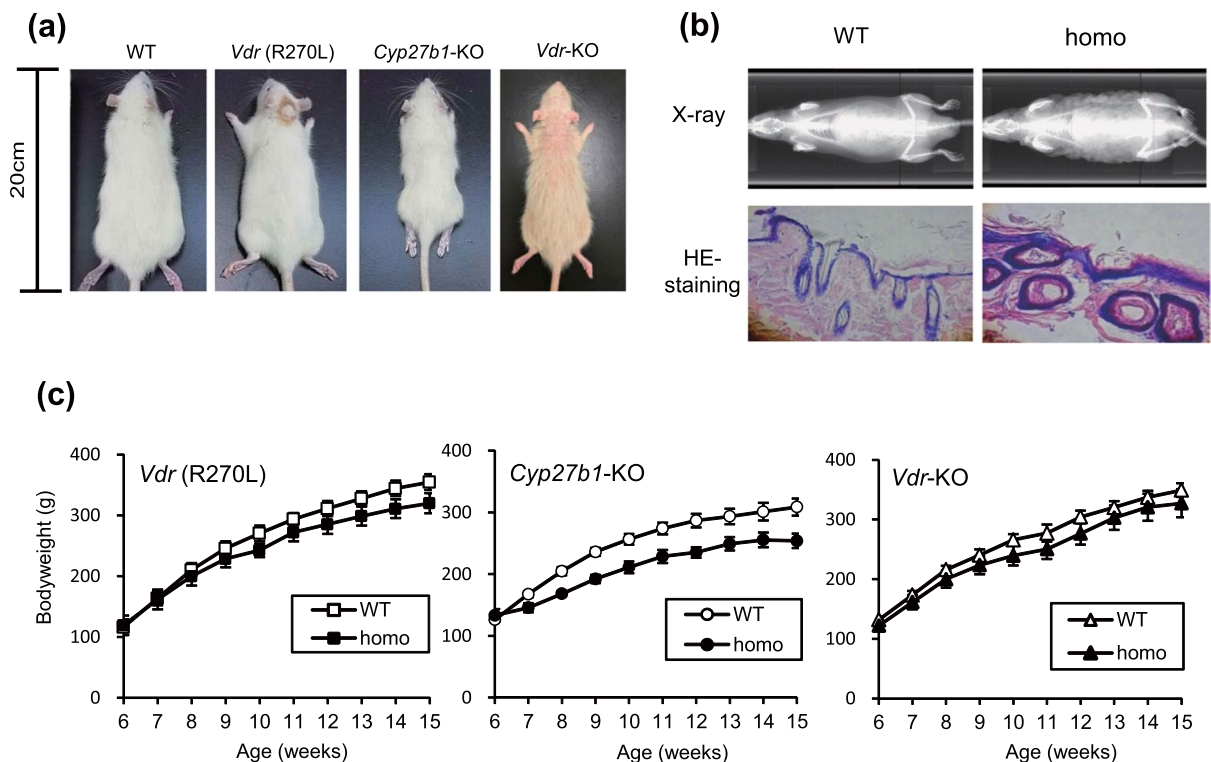 (a)
WT
Vdr (R270L)
Cyp27b1-KO
Vdr-KO
20cm
(b)
WT
homo
X-ray
HE-
staining
(c)
Bodyweight (g)
400
300
200
100
0
Vdr (R270L)
WT
homo
6 7 8 9 10 11 12 13 14 15
Age (weeks)
400
300
200
100
0
Cyp27b1-KO
WT
homo
6 7 8 9 10 11 12 13 14 15
Age (weeks)
400
300
200
100
0
Vdr-KO
WT
homo
6 7 8 9 10 11 12 13 14 15
Age (weeks)